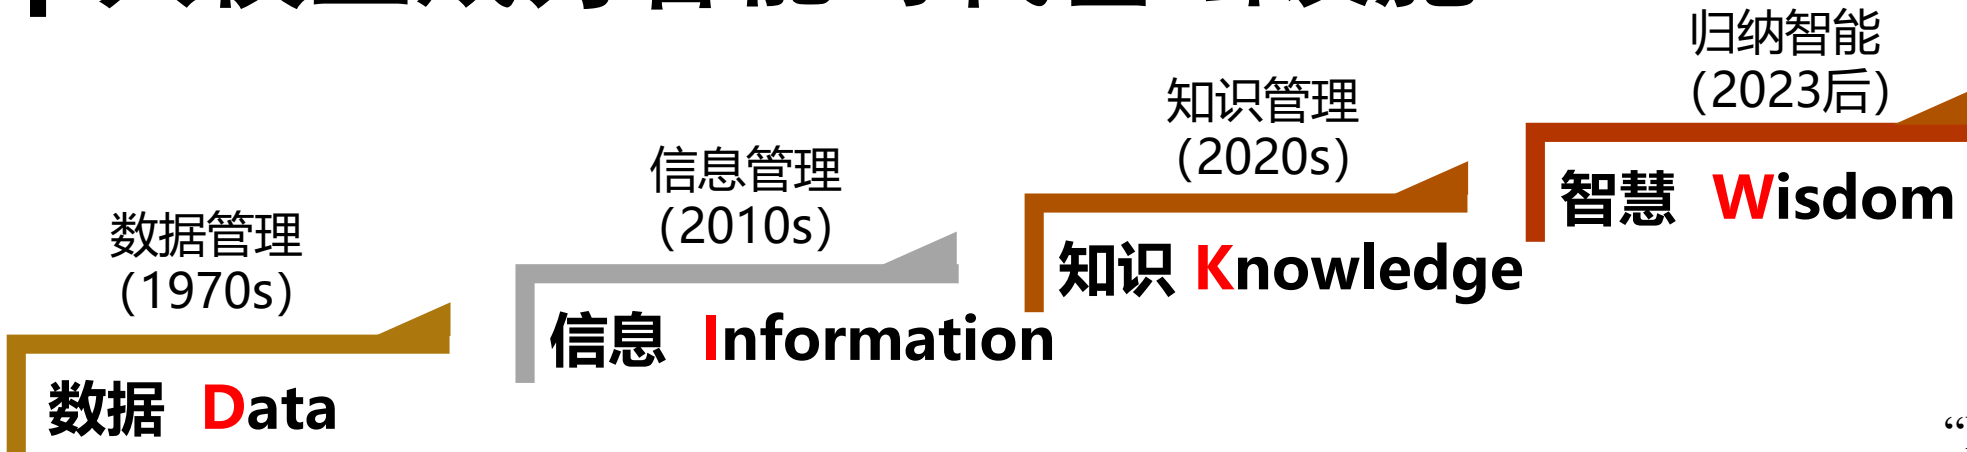 归纳智能
(2023后)
知识管理
(2020s)
信息管理
(2010s)
数据管理
(1970s)
智慧 Wisdom
知识 Knowledge
信息 Information
数据 Data